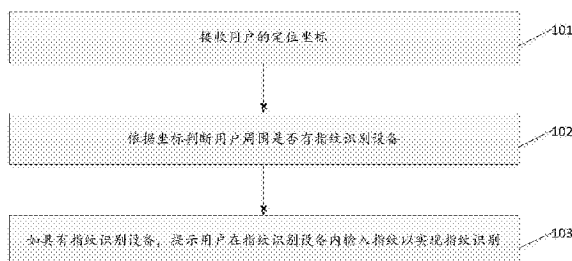 接收用户的定位坐标
101
依据坐标判断用户周围是否有指纹识别设备
102
如具有指纹识别设备，提示用户在指纹识别设备内输入指纹以实现指纹识别
103